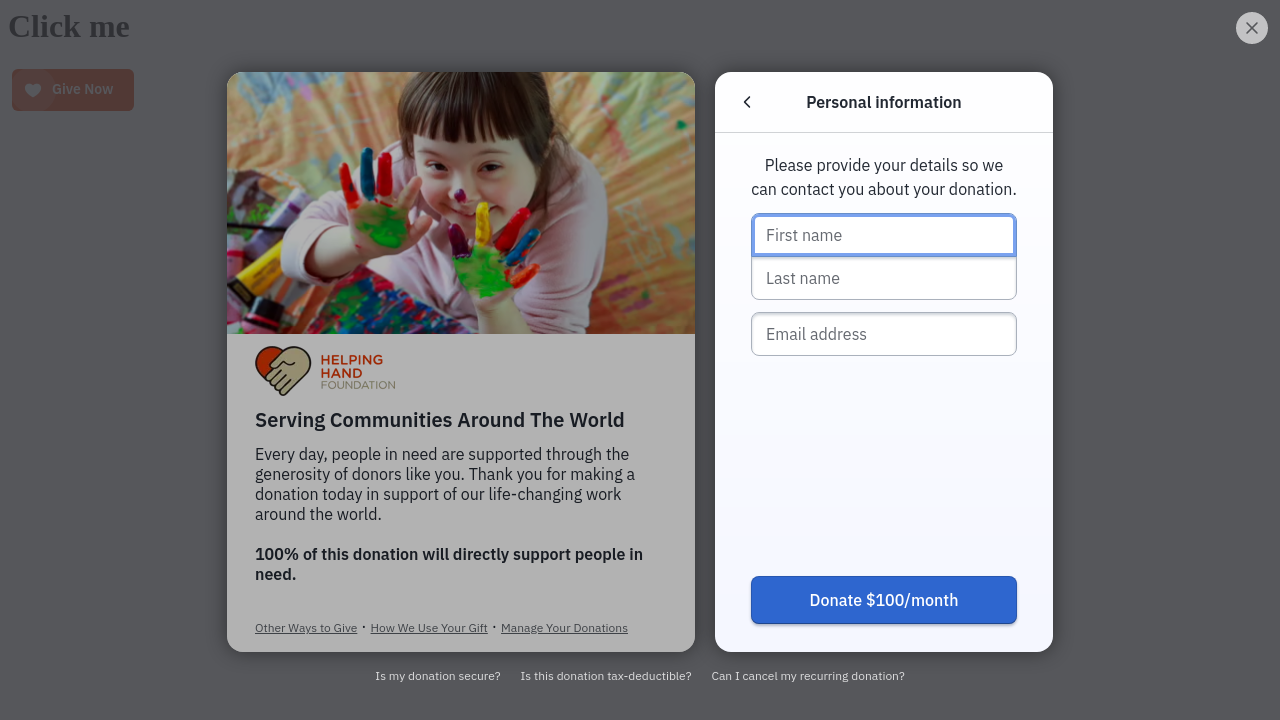 Click me
Give Now
HELPING
HAND
FOUNDATION
Serving Communities Around The World
Every day, people in need are supported through the
generosity of donors like you. Thank you for making a
donation today in support of our life-changing work
around the world.
100% of this donation will directly support people in
need.
Other Ways to Give • How We Use Your Gift • Manage Your Donations
Personal information
Please provide your details so we
can contact you about your donation.
First name
Last name
Email address
Donate $100/month
Is my donation secure? Is this donation tax-deductible? Can I cancel my recurring donation?